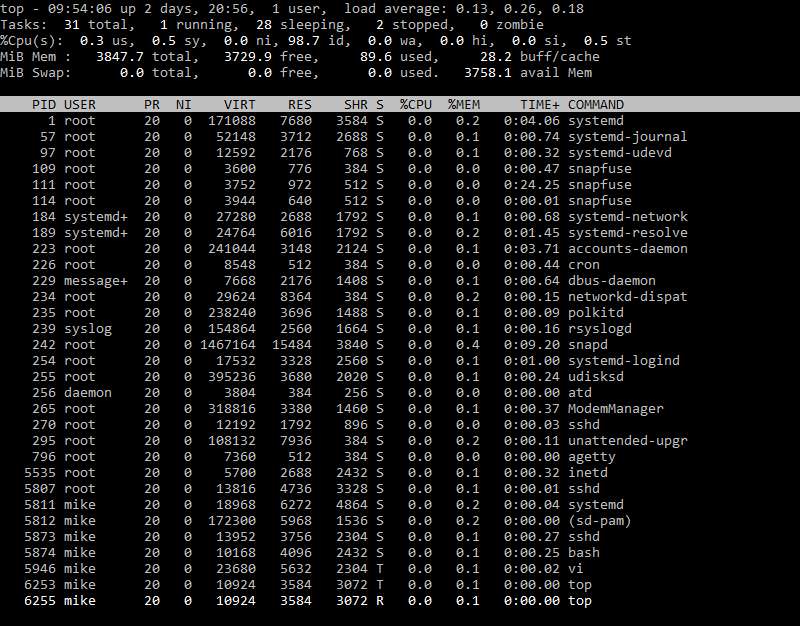 top - 09:54:06 up 2 days, 20:56,  1 user,  load average: 0.13, 0.26, 0.18
Tasks:  31 total,   1 running,  28 sleeping,   2 stopped,   0 zombie
%Cpu(s):  0.3 us,  0.5 sy,  0.0 ni, 98.7 id,  0.0 wa,  0.0 hi,  0.0 si,  0.5 st
MiB Mem :   3847.7 total,   3729.9 free,     89.6 used,     28.2 buff/cache
MiB Swap:      0.0 total,      0.0 free,      0.0 used.   3758.1 avail Mem
    PID USER      PR  NI    VIRT    RES    SHR S  %CPU  %MEM     TIME+ COMMAND
      1 root      20   0  171088   7680   3584 S   0.0   0.2   0:04.06 systemd
     57 root      20   0   52148   3712   2688 S   0.0   0.1   0:00.74 systemd-journal
     97 root      20   0   12592   2176    768 S   0.0   0.1   0:00.32 systemd-udevd
    109 root      20   0    3600    776    384 S   0.0   0.0   0:00.47 snapfuse
    111 root      20   0    3752    972    512 S   0.0   0.0   0:24.25 snapfuse
    114 root      20   0    3944    640    512 S   0.0   0.0   0:00.01 snapfuse
    184 systemd+  20   0   27280   2688   1792 S   0.0   0.1   0:00.68 systemd-network
    189 systemd+  20   0   24764   6016   1792 S   0.0   0.2   0:01.45 systemd-resolve
    223 root      20   0  241044   3148   2124 S   0.0   0.1   0:03.71 accounts-daemon
    226 root      20   0    8548    512    384 S   0.0   0.0   0:00.44 cron
    229 message+  20   0    7668   2176   1408 S   0.0   0.1   0:00.64 dbus-daemon
    234 root      20   0   29624   8364    384 S   0.0   0.2   0:00.15 networkd-dispat
    235 root      20   0  238240   3696   1488 S   0.0   0.1   0:00.09 polkitd
    239 syslog    20   0  154864   2560   1664 S   0.0   0.1   0:00.16 rsyslogd
    242 root      20   0 1467164  15484   3840 S   0.0   0.4   0:09.20 snapd
    254 root      20   0   17532   3328   2560 S   0.0   0.1   0:01.00 systemd-logind
    255 root      20   0  395236   3680   2020 S   0.0   0.1   0:00.24 udisksd
    256 daemon    20   0    3804    384    256 S   0.0   0.0   0:00.00 atd
    265 root      20   0  318816   3380   1460 S   0.0   0.1   0:00.37 ModemManager
    270 root      20   0   12192   1792    896 S   0.0   0.0   0:00.03 sshd
    295 root      20   0  108132   7936    384 S   0.0   0.2   0:00.11 unattended-upgr
    796 root      20   0    7360    512    384 S   0.0   0.0   0:00.00 agetty
   5535 root      20   0    5700   2688   2432 S   0.0   0.1   0:00.32 inetd
   5807 root      20   0   13816   4736   3328 S   0.0   0.1   0:00.01 sshd
   5811 mike      20   0   18968   6272   4864 S   0.0   0.2   0:00.04 systemd
   5812 mike      20   0  172300   5968   1536 S   0.0   0.2   0:00.00 (sd-pam)
   5873 mike      20   0   13952   3756   2304 S   0.0   0.1   0:00.27 sshd
   5874 mike      20   0   10168   4096   2432 S   0.0   0.1   0:00.25 bash
   5946 mike      20   0   23680   5632   2304 T   0.0   0.1   0:00.02 vi
   6253 mike      20   0   10924   3584   3072 T   0.0   0.1   0:00.00 top
   6255 mike      20   0   10924   3584   3072 R   0.0   0.1   0:00.00 top